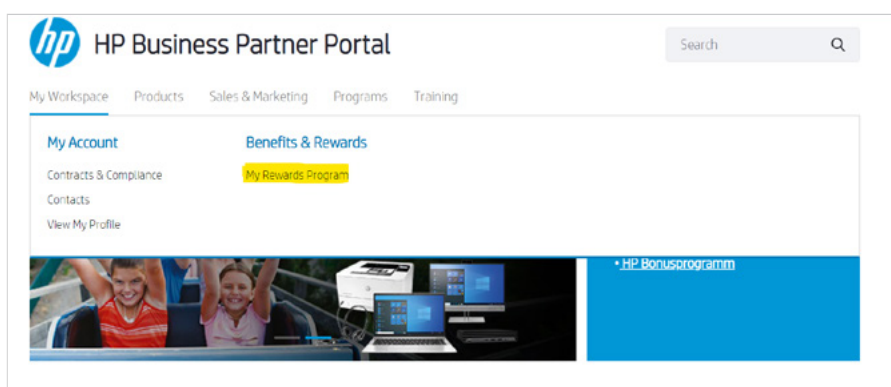 hp HP Business Partner Portal
Search
My Workspace Products Sales & Marketing Programs Training
My Account Benefits & Rewards
Contracts & Compliance My Rewards Program
Contacts
View My Profile
• HP Bonusprogramm